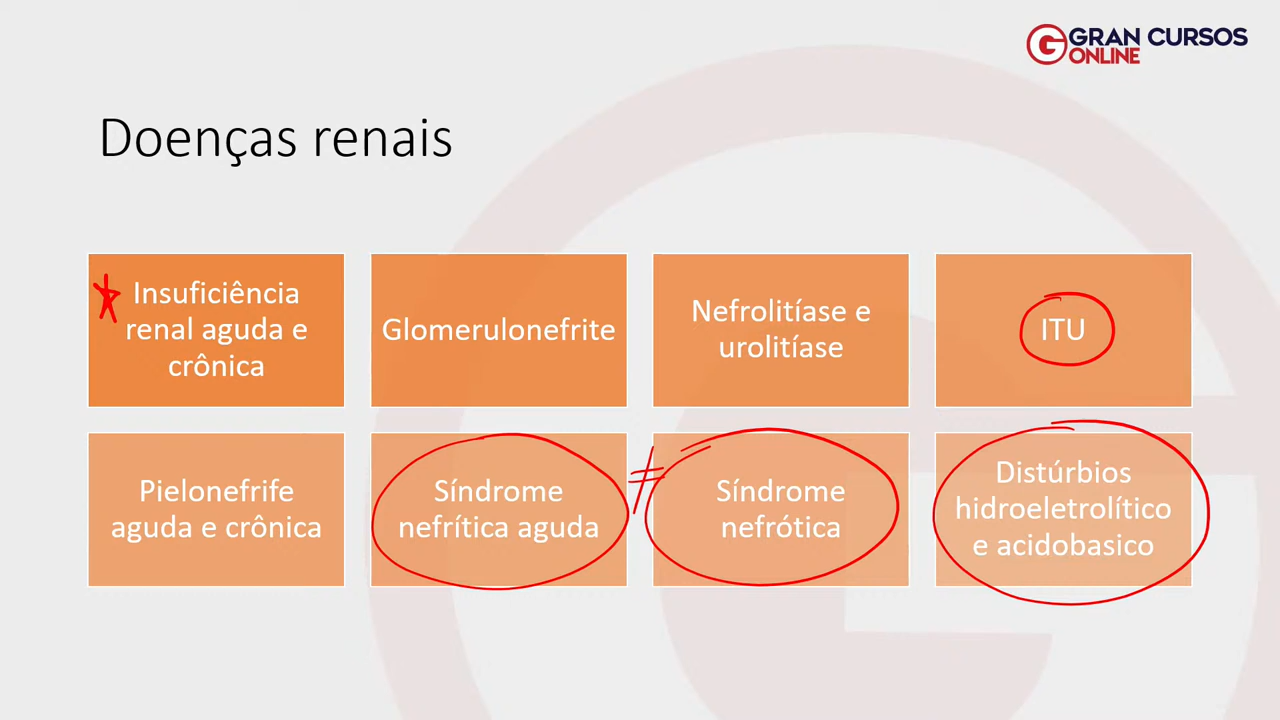 GRAN CURSOS
ONLINE
Doenças renais
Insuficiência
renal aguda e
crônica
Glomerulonefrite
Nefrolitíase e
urolitíase
ITU
Pielonefrife
aguda e crônica
Síndrome
nefrítica aguda
≠
Síndrome
nefrótica
Distúrbios
hidroeletrolítico
e acidobasico